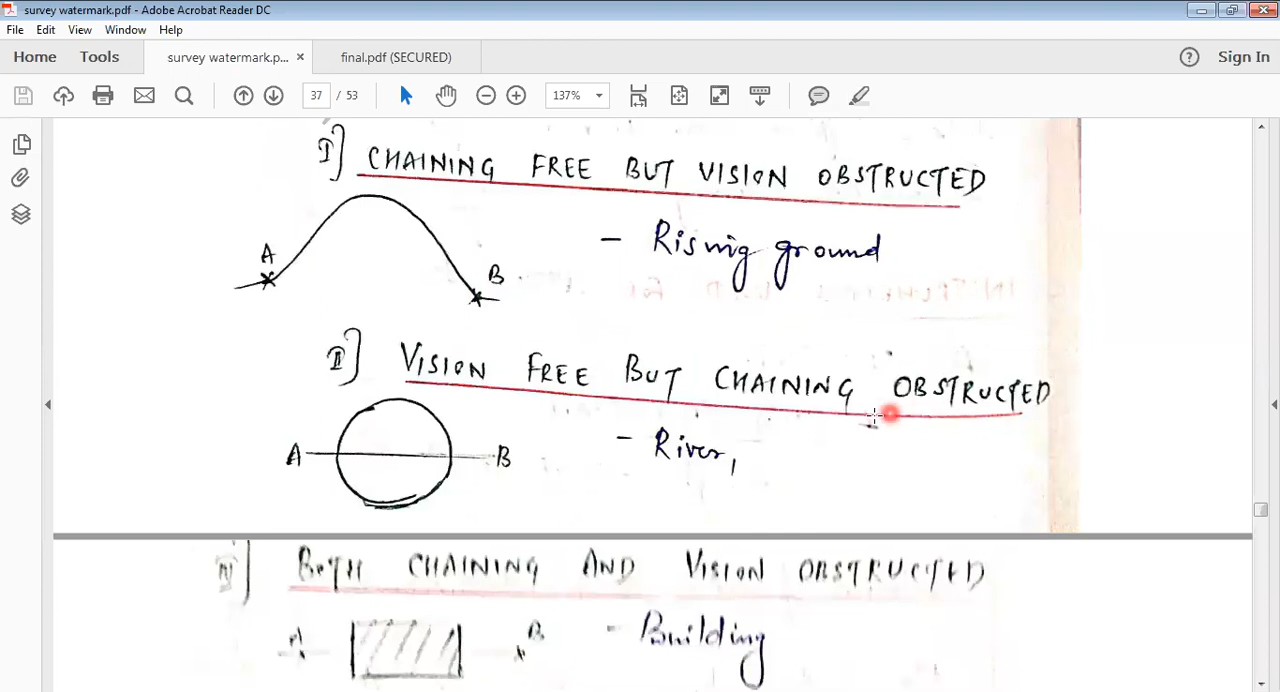 survey watermark.pdf - Adobe Acrobat Reader DC
File Edit View Window Help
Home Tools survey watermark.p... × final.pdf (SECURED) ? Sign In
37 / 53 137%
I] CHAINING FREE BUT VISION OBSTRUCTED
A
B
- Rising ground
II] VISION FREE BUT CHAINING OBSTRUCTED
A B
- River,
III] BOTH CHAINING AND VISION OBSTRUCTED
A B
- Building